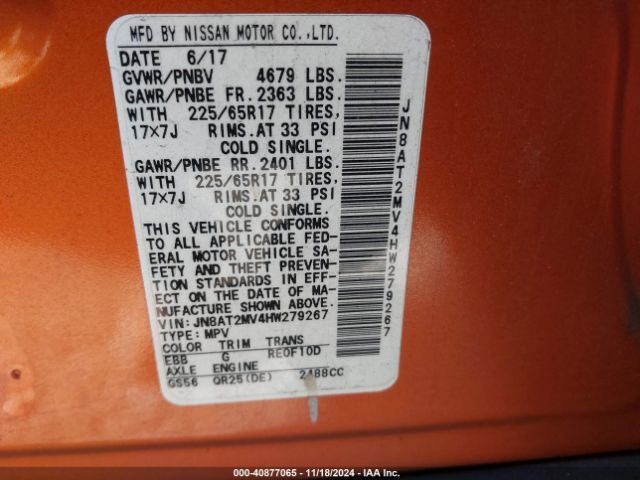 MFD BY NISSAN MOTOR CO.,LTD.
DATE 6/17
GVWR/PNBV 4679 LBS.
GAWR/PNBE FR. 2363 LBS.
WITH 225/65R17 TIRES,
17×7J RIMS.AT 33 PSI
COLD SINGLE.
GAWR/PNBE RR. 2401 LBS.
WITH 225/65R17 TIRES,
17×7J RIMS.AT 33 PSI
COLD SINGLE.
THIS VEHICLE CONFORMS
TO ALL APPLICABLE FED-
ERAL MOTOR VEHICLE SA-
FETY AND THEFT PREVEN-
TION STANDARDS IN EFF-
ECT ON THE DATE OF MA-
NUFACTURE SHOWN ABOVE.
VIN: JN8AT2MV4HW279267
TYPE: MPV
COLOR TRIM TRANS
EBB G RE0F10D
AXLE ENGINE
GS56 QR25(DE) 2488CC
JN8AT2MV4HW279267
000-40877065 - 11/18/2024 - IAA Inc.